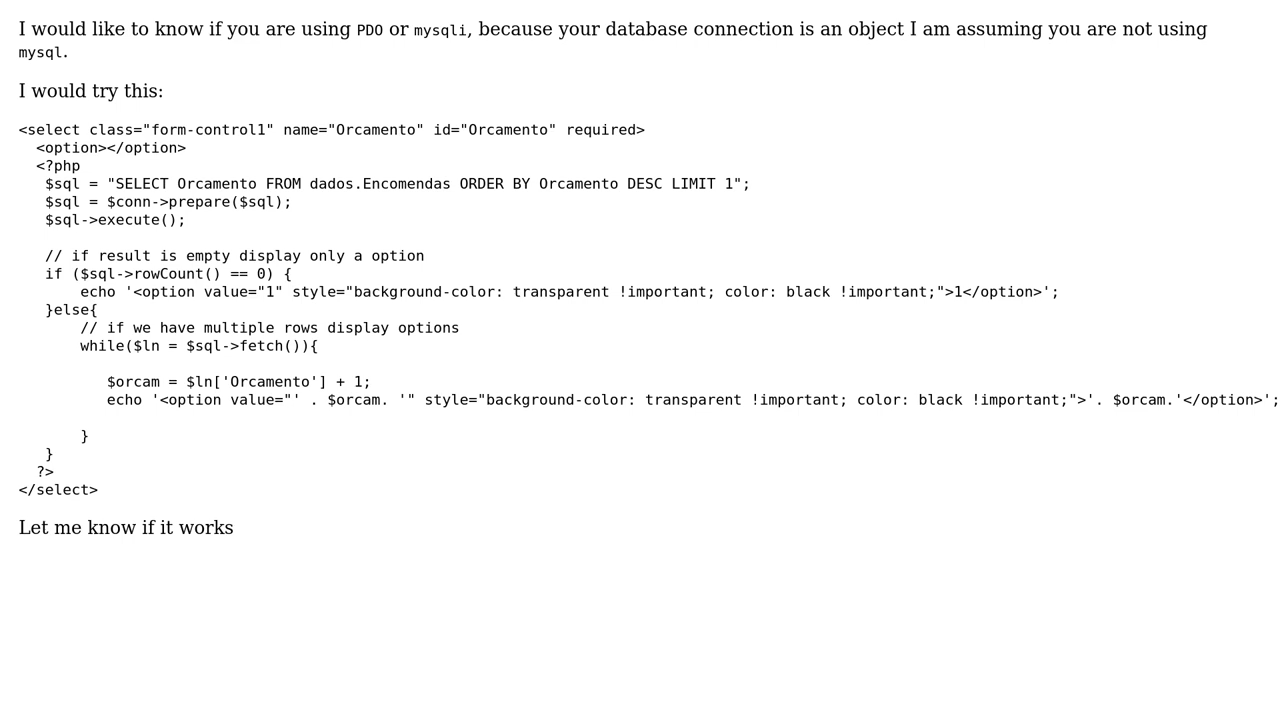 I would like to know if you are using PDO or mysqli, because your database connection is an object I am assuming you are not using
mysql.
I would try this:
<select class="form-control1" name="Orcamento" id="Orcamento" required>
  <option></option>
  <?php
   $sql = "SELECT Orcamento FROM dados.Encomendas ORDER BY Orcamento DESC LIMIT 1";
   $sql = $conn->prepare($sql);
   $sql->execute();

   // if result is empty display only a option
   if ($sql->rowCount() == 0) {
       echo '<option value="1" style="background-color: transparent !important; color: black !important;">1</option>';
   }else{
       // if we have multiple rows display options
       while($ln = $sql->fetch()){

          $orcam = $ln['Orcamento'] + 1;
          echo '<option value="' . $orcam. '" style="background-color: transparent !important; color: black !important;">'. $orcam.'</option>';

       }
   }
  ?>
</select>
Let me know if it works